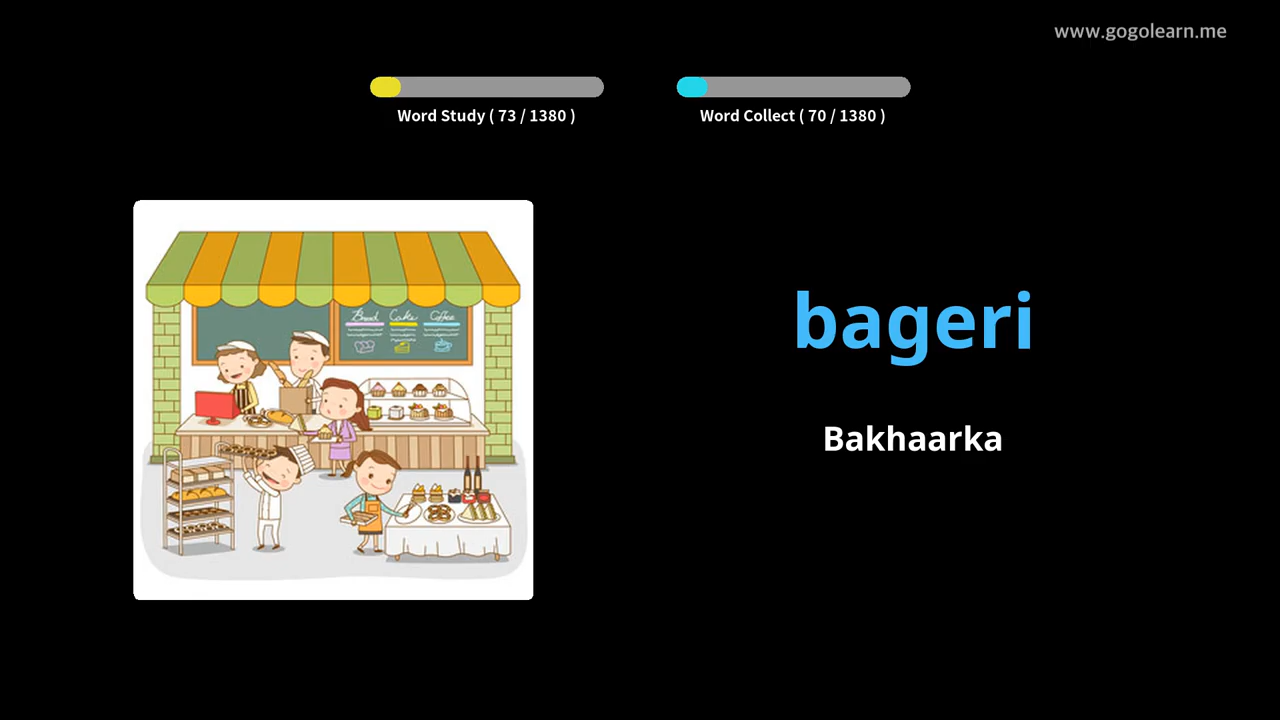 www.gogolearn.me
Word Study ( 73 / 1380 )
Word Collect ( 70 / 1380 )
Bread Cake Coffee
bageri
Bakhaarka